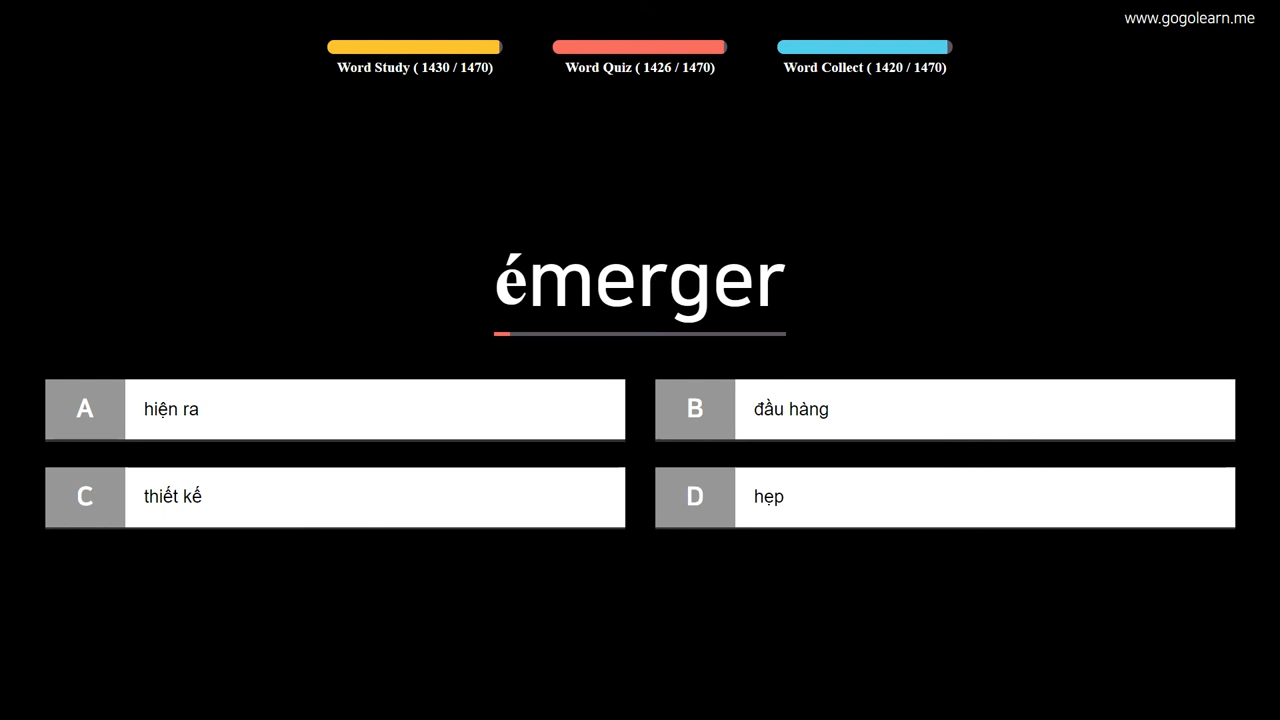 www.gogolearn.me
Word Study ( 1430 / 1470)
Word Quiz ( 1426 / 1470)
Word Collect ( 1420 / 1470)
émerger
A hiện ra
B đầu hàng
C thiết kế
D hẹp